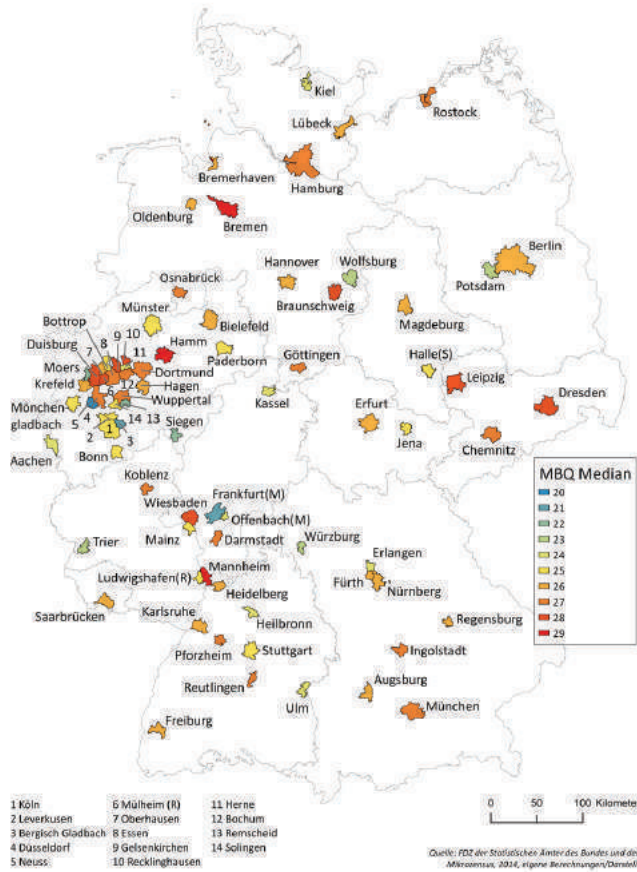 Kiel
Rostock
Lübeck
Bremerhaven
Hamburg
Oldenburg
Bremen
Berlin
Hannover
Wolfsburg
Potsdam
Osnabrück
Braunschweig
Münster
Bielefeld
Magdeburg
Bottrop
8 9 10
Duisburg
7
11
Hamm
Paderborn
Göttingen
Halle(S)
Leipzig
Moers
Dortmund
Krefeld
12
Hagen
Dresden
6
Wuppertal
Kassel
Erfurt
Mönchen
gladbach
5
4
14 13
Siegen
Jena
Chemnitz
2
1
3
Aachen
Bonn
MBQ Median
20
21
22
23
24
25
26
27
28
29
Koblenz
Frankfurt(M)
Wiesbaden
Offenbach(M)
Mainz
Darmstadt
Würzburg
Trier
Erlangen
Mannheim
Ludwigshafen(R)
Fürth
Nürnberg
Heidelberg
Saarbrücken
Karlsruhe
Heilbronn
Regensburg
Pforzheim
Stuttgart
Ingolstadt
Reutlingen
Ulm
Augsburg
München
Freiburg
1 Köln
2 Leverkusen
3 Bergisch Gladbach
4 Düsseldorf
5 Neuss
6 Mülheim (R)
7 Oberhausen
8 Essen
9 Gelsenkirchen
10 Recklinghausen
11 Herne
12 Bochum
13 Remscheid
14 Solingen
0 50 100 Kilomete
Quelle: FDZ der Statistischen Ämter des Bundes und de
Mikrozensus, 2014, eigene Berechnungen/Darstell